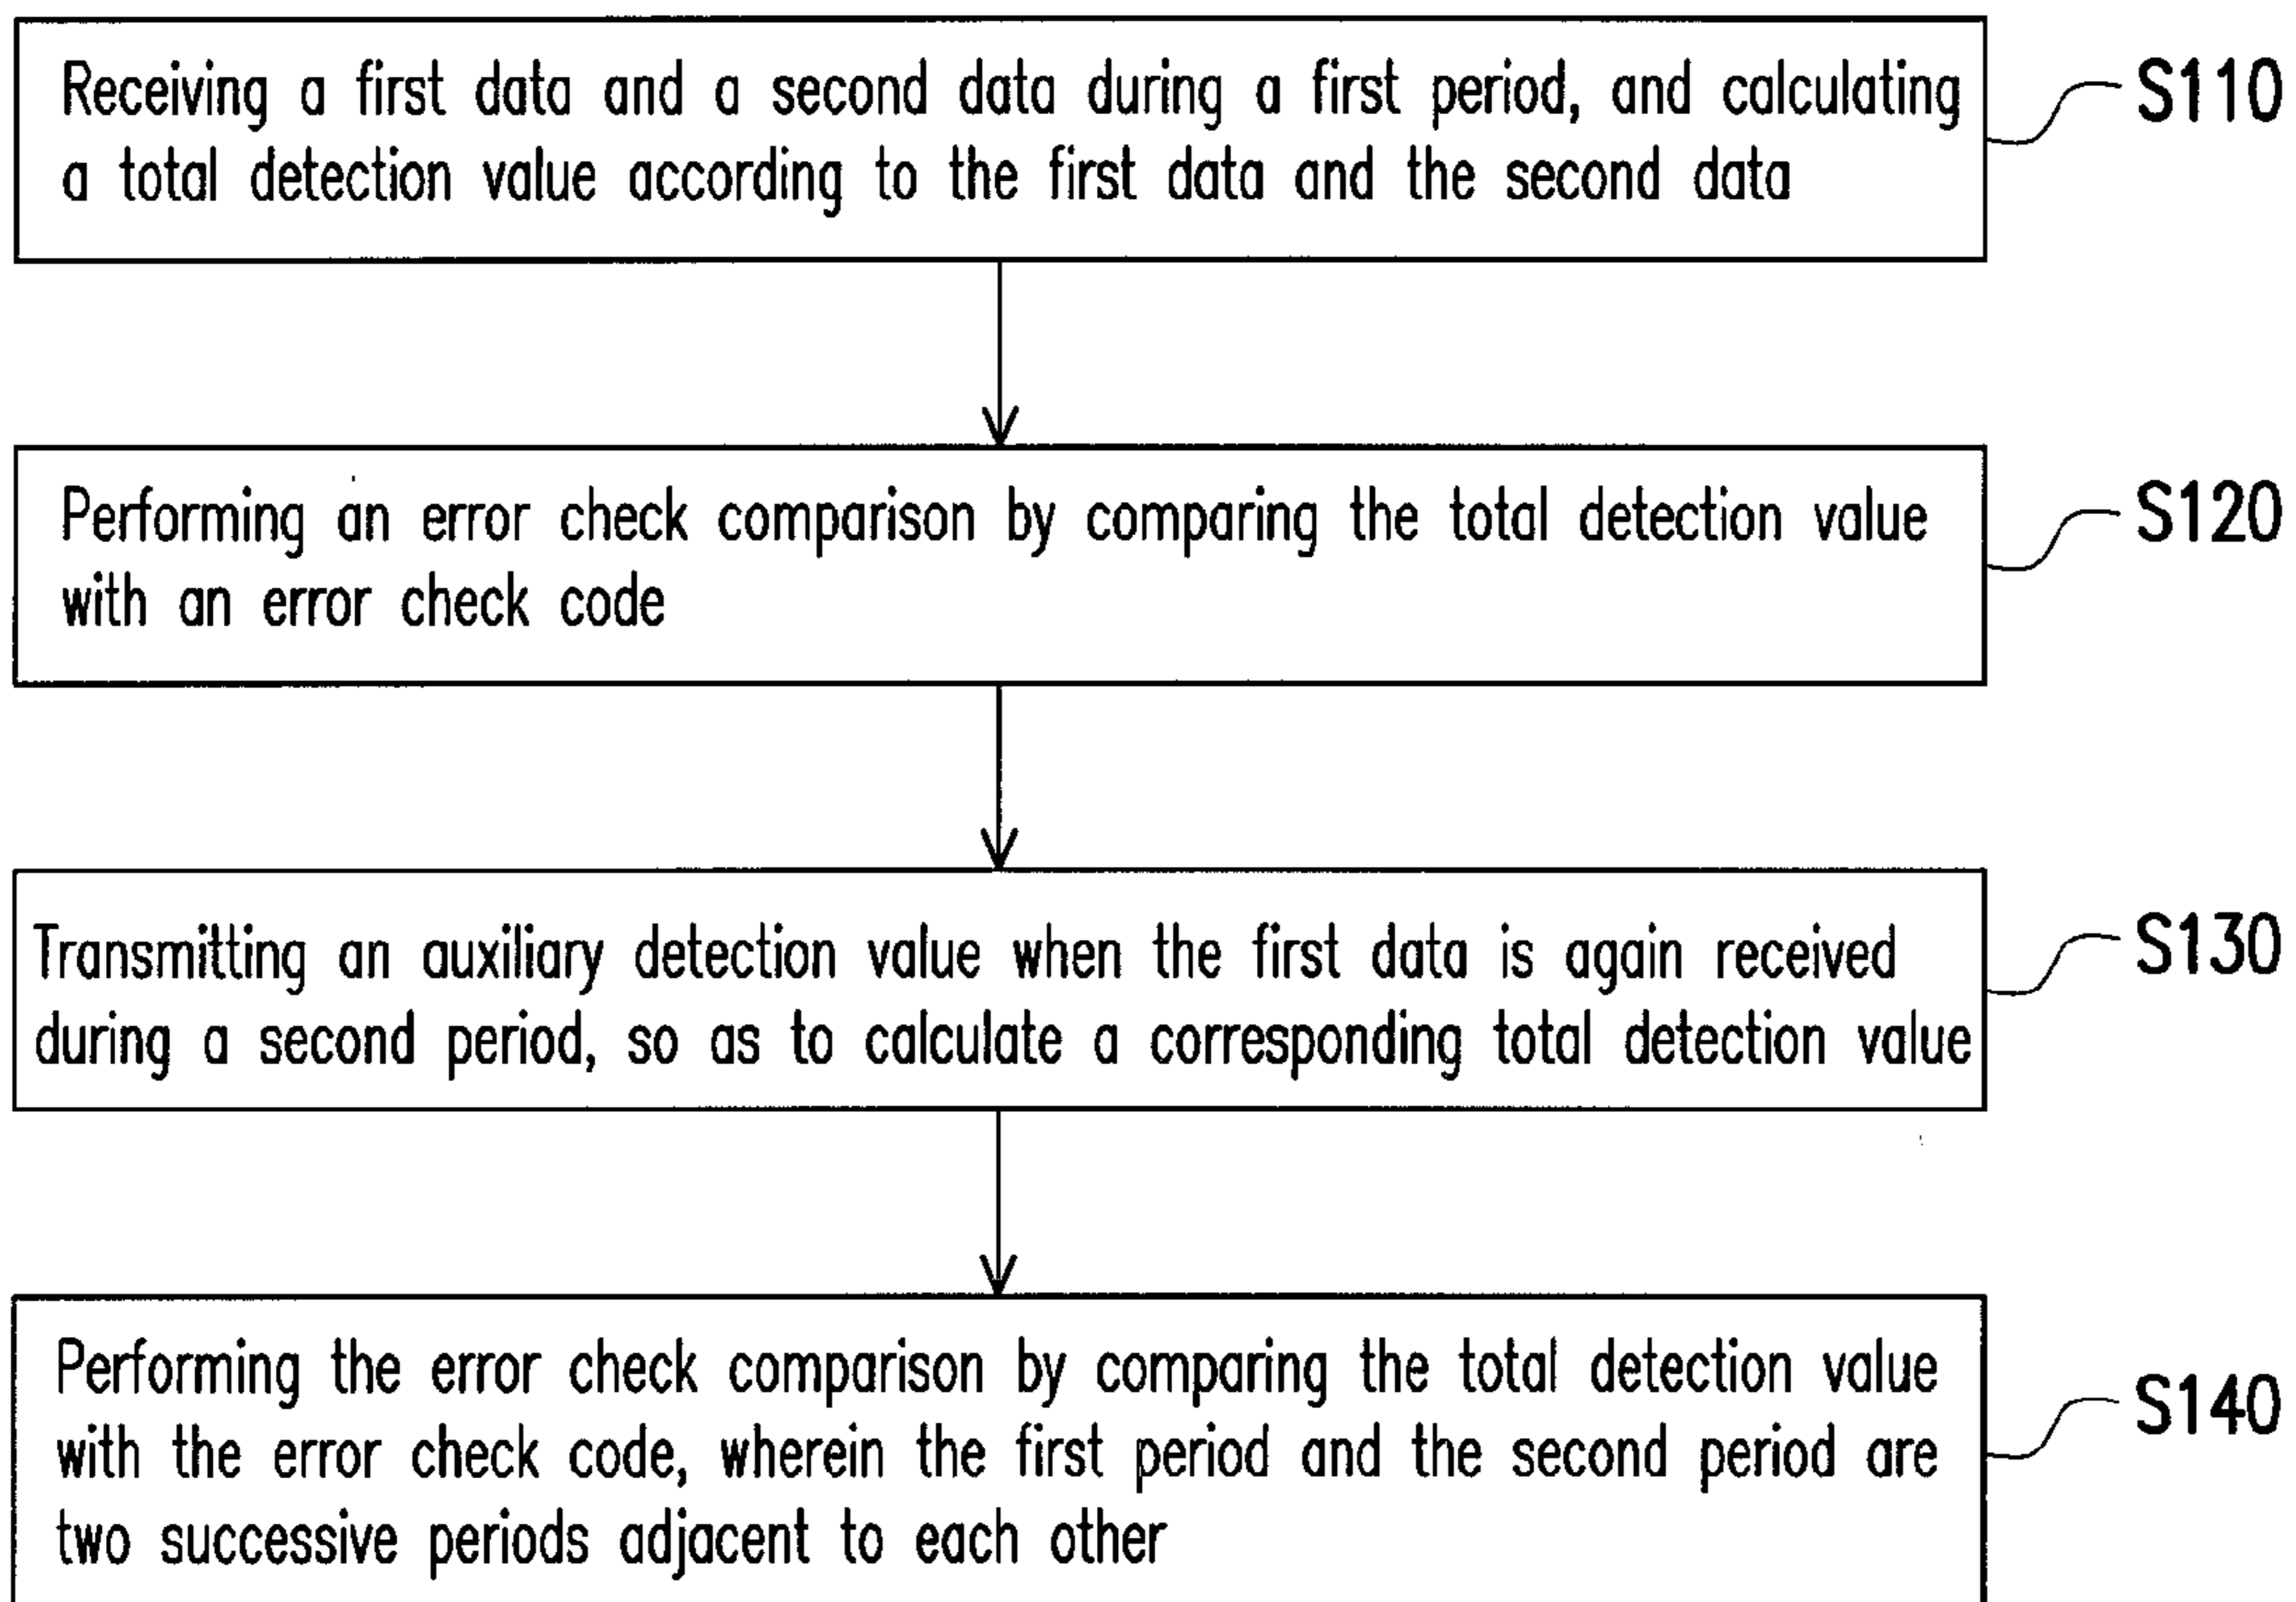 Receiving a first data and a second data during a first period, and calculating
a total detection value according to the first data and the second data
S110
Performing an error check comparison by comparing the total detection value
with an error check code
S120
Transmitting an auxiliary detection value when the first data is again received
during a second period, so as to calculate a corresponding total detection value
S130
Performing the error check comparison by comparing the total detection value
with the error check code, wherein the first period and the second period are
two successive periods adjacent to each other
S140